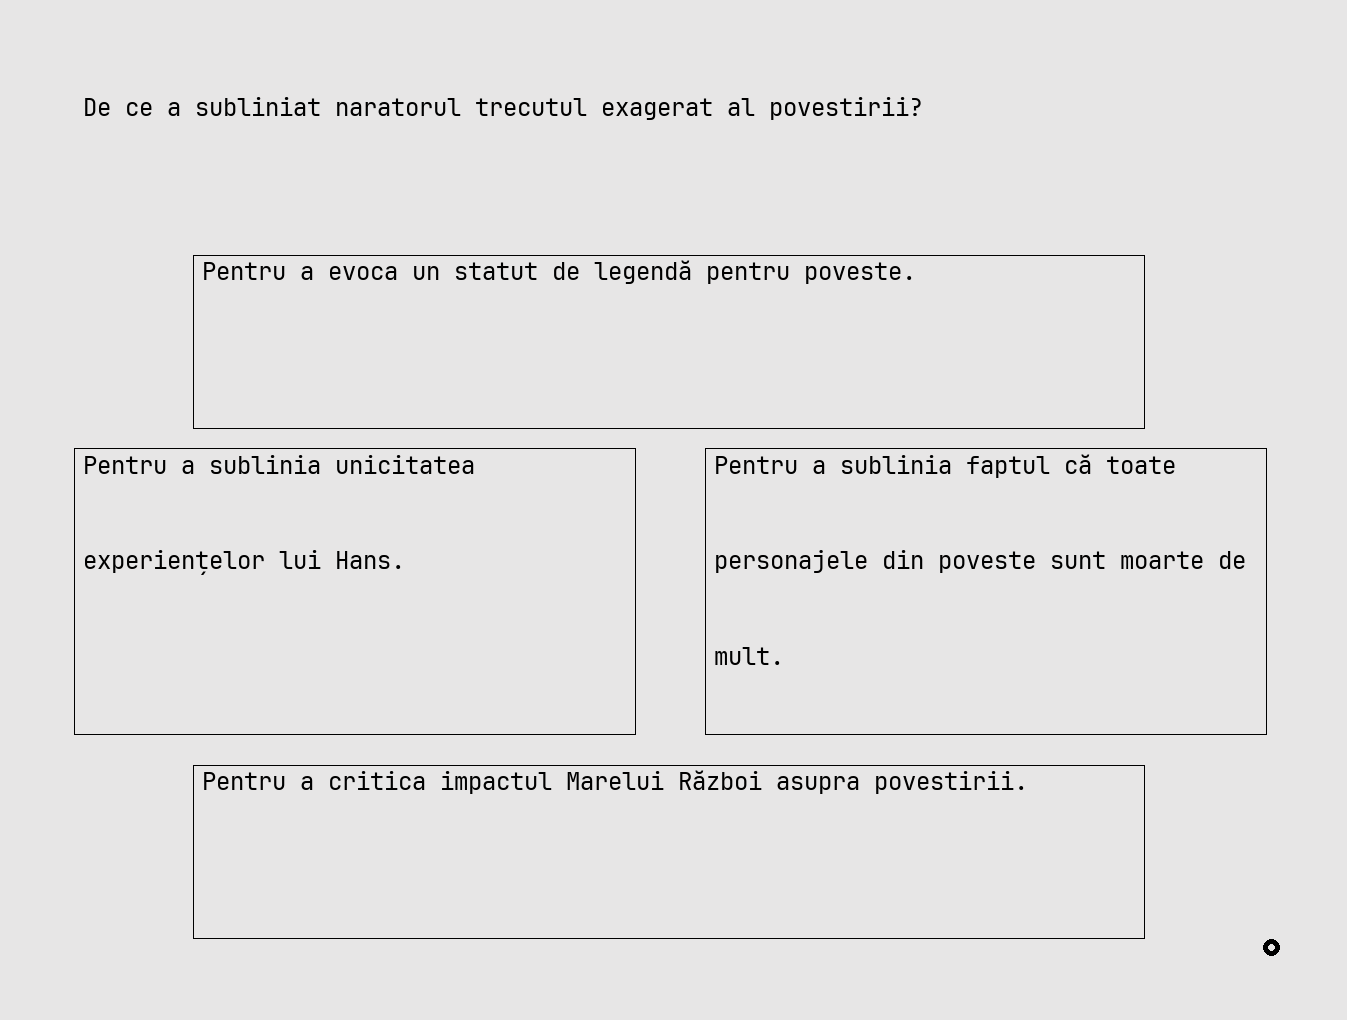 De ce a subliniat naratorul trecutul exagerat al povestirii?
Pentru a evoca un statut de legendă pentru poveste.
Pentru a sublinia unicitatea
experiențelor lui Hans.
Pentru a sublinia faptul că toate
personajele din poveste sunt moarte de
mult.
Pentru a critica impactul Marelui Război asupra povestirii.